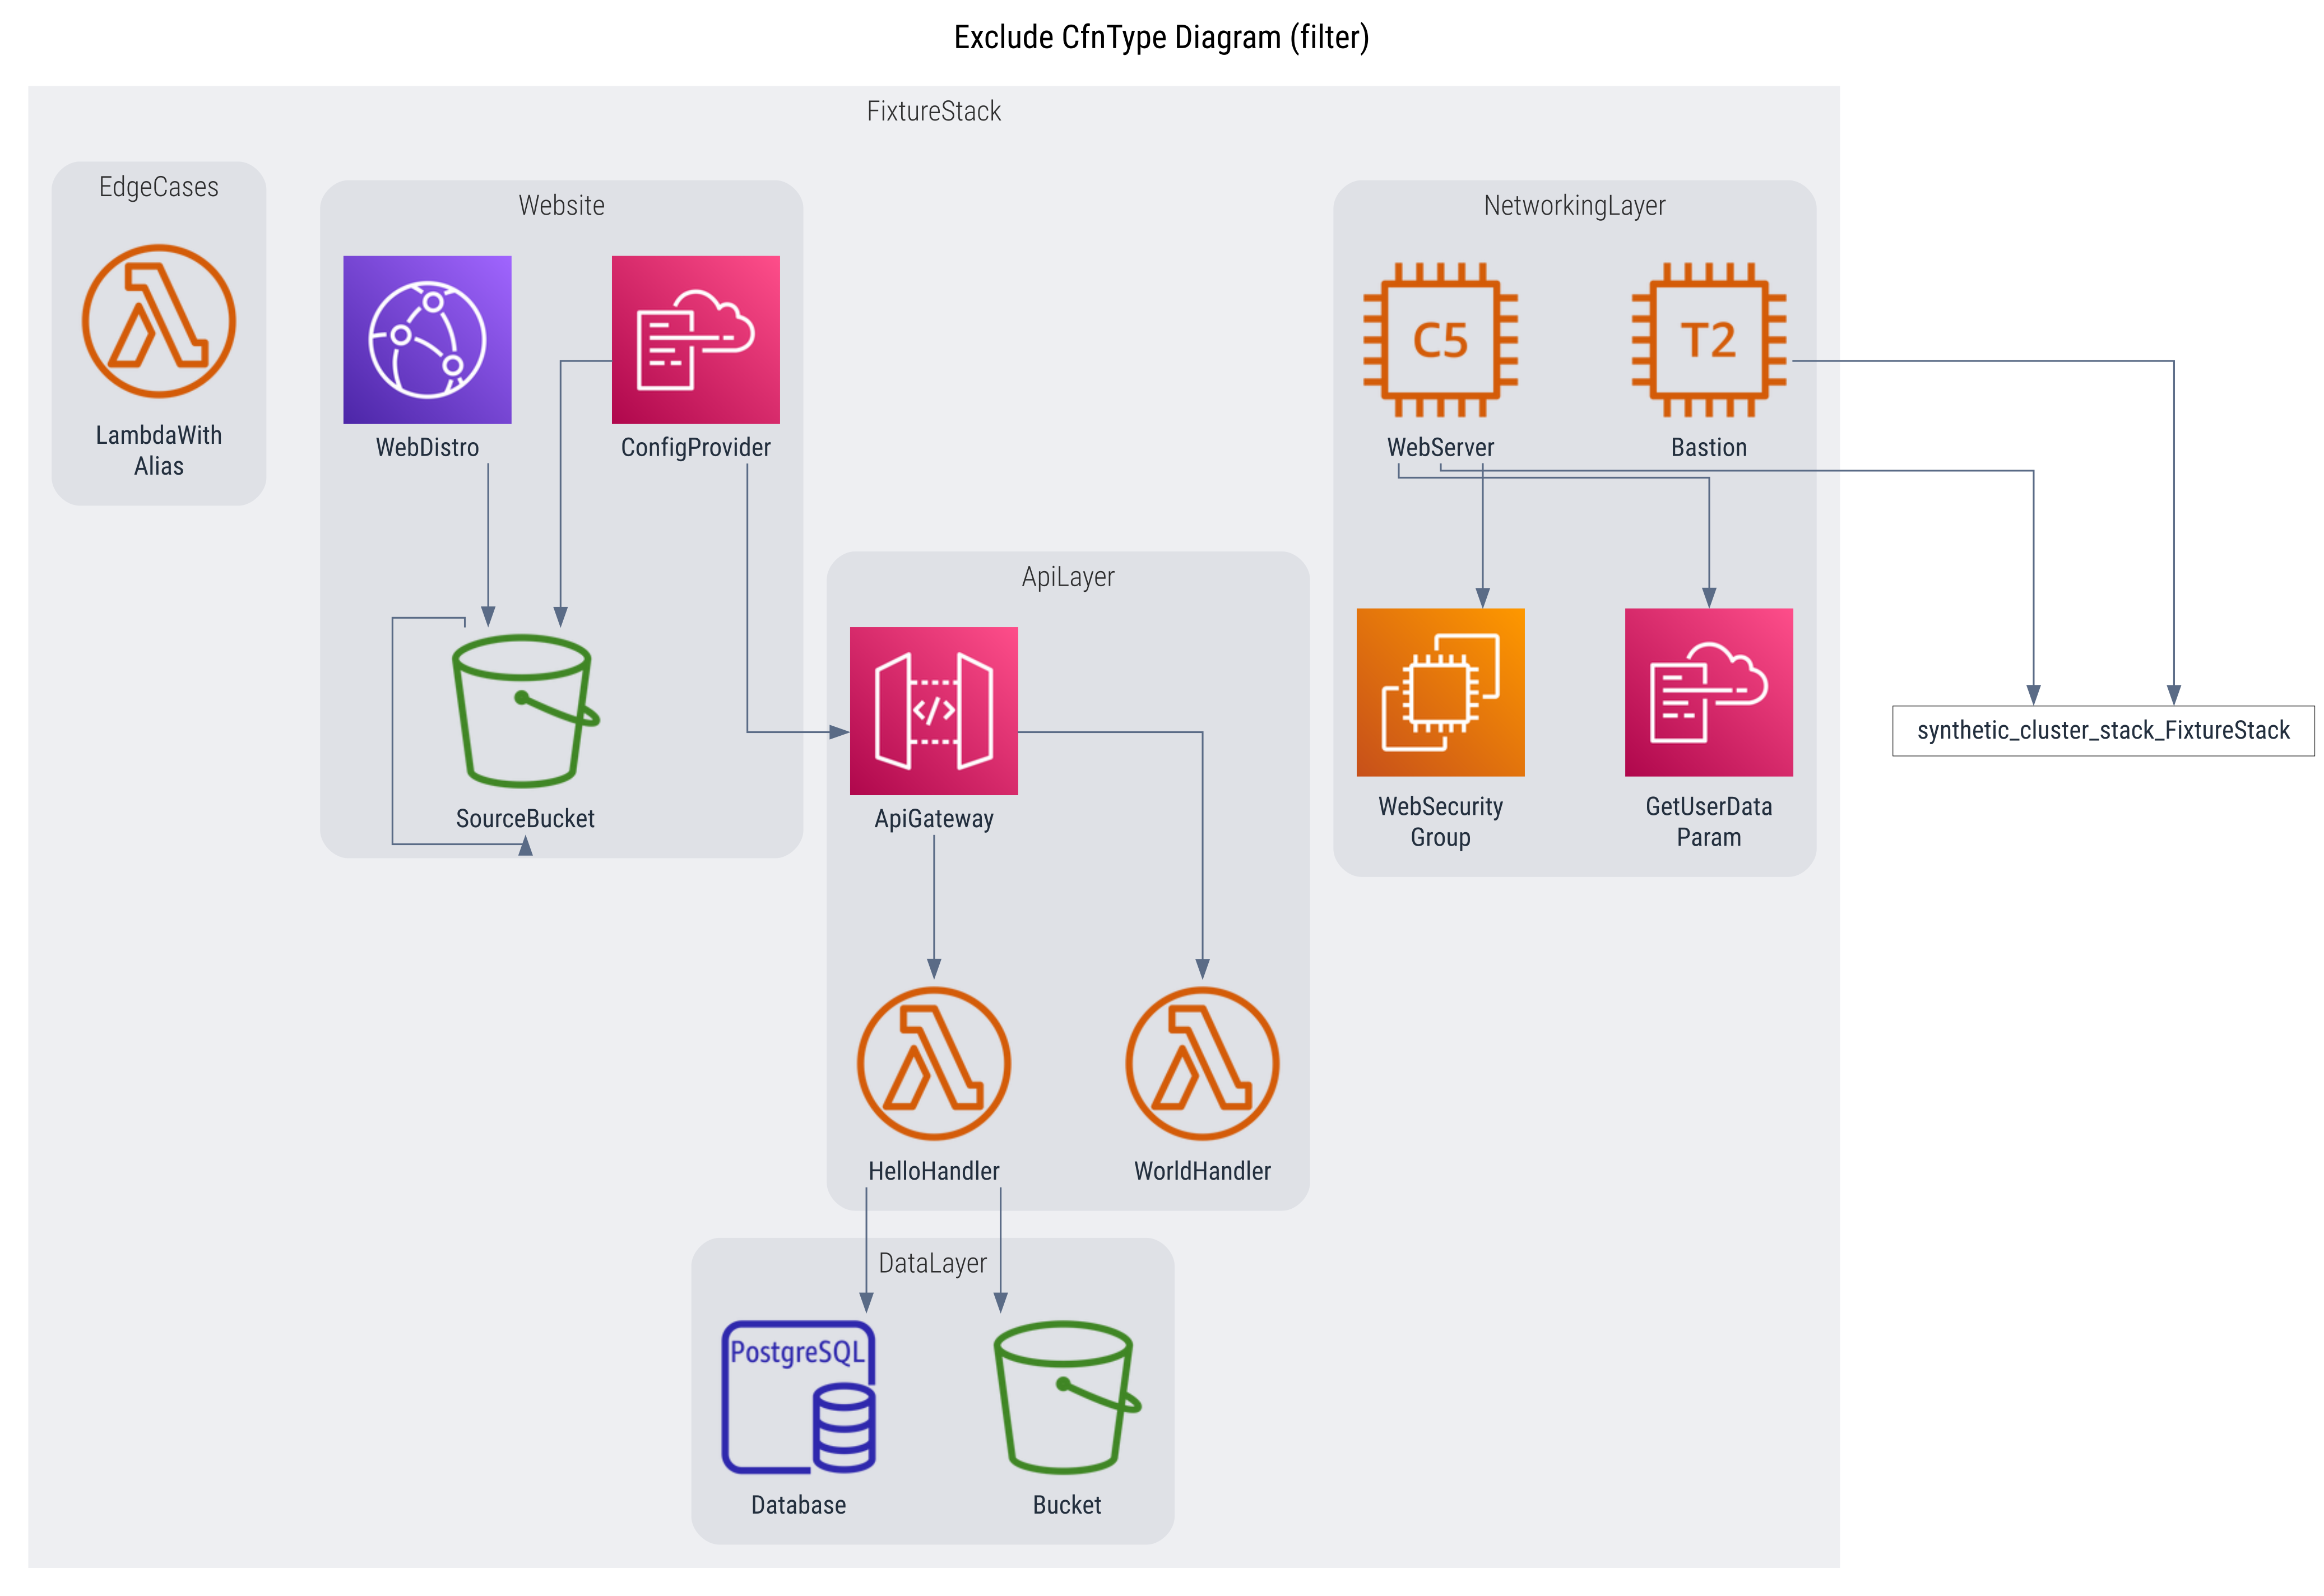 Exclude CfnType Diagram (filter)
FixtureStack
EdgeCases
LambdaWith
Alias
Website
WebDistro
ConfigProvider
SourceBucket
ApiLayer
ApiGateway
HelloHandler
WorldHandler
DataLayer
PostgreSQL
Database
Bucket
NetworkingLayer
C5
T2
WebServer
Bastion
WebSecurity
Group
GetUserData
Param
synthetic_cluster_stack_FixtureStack